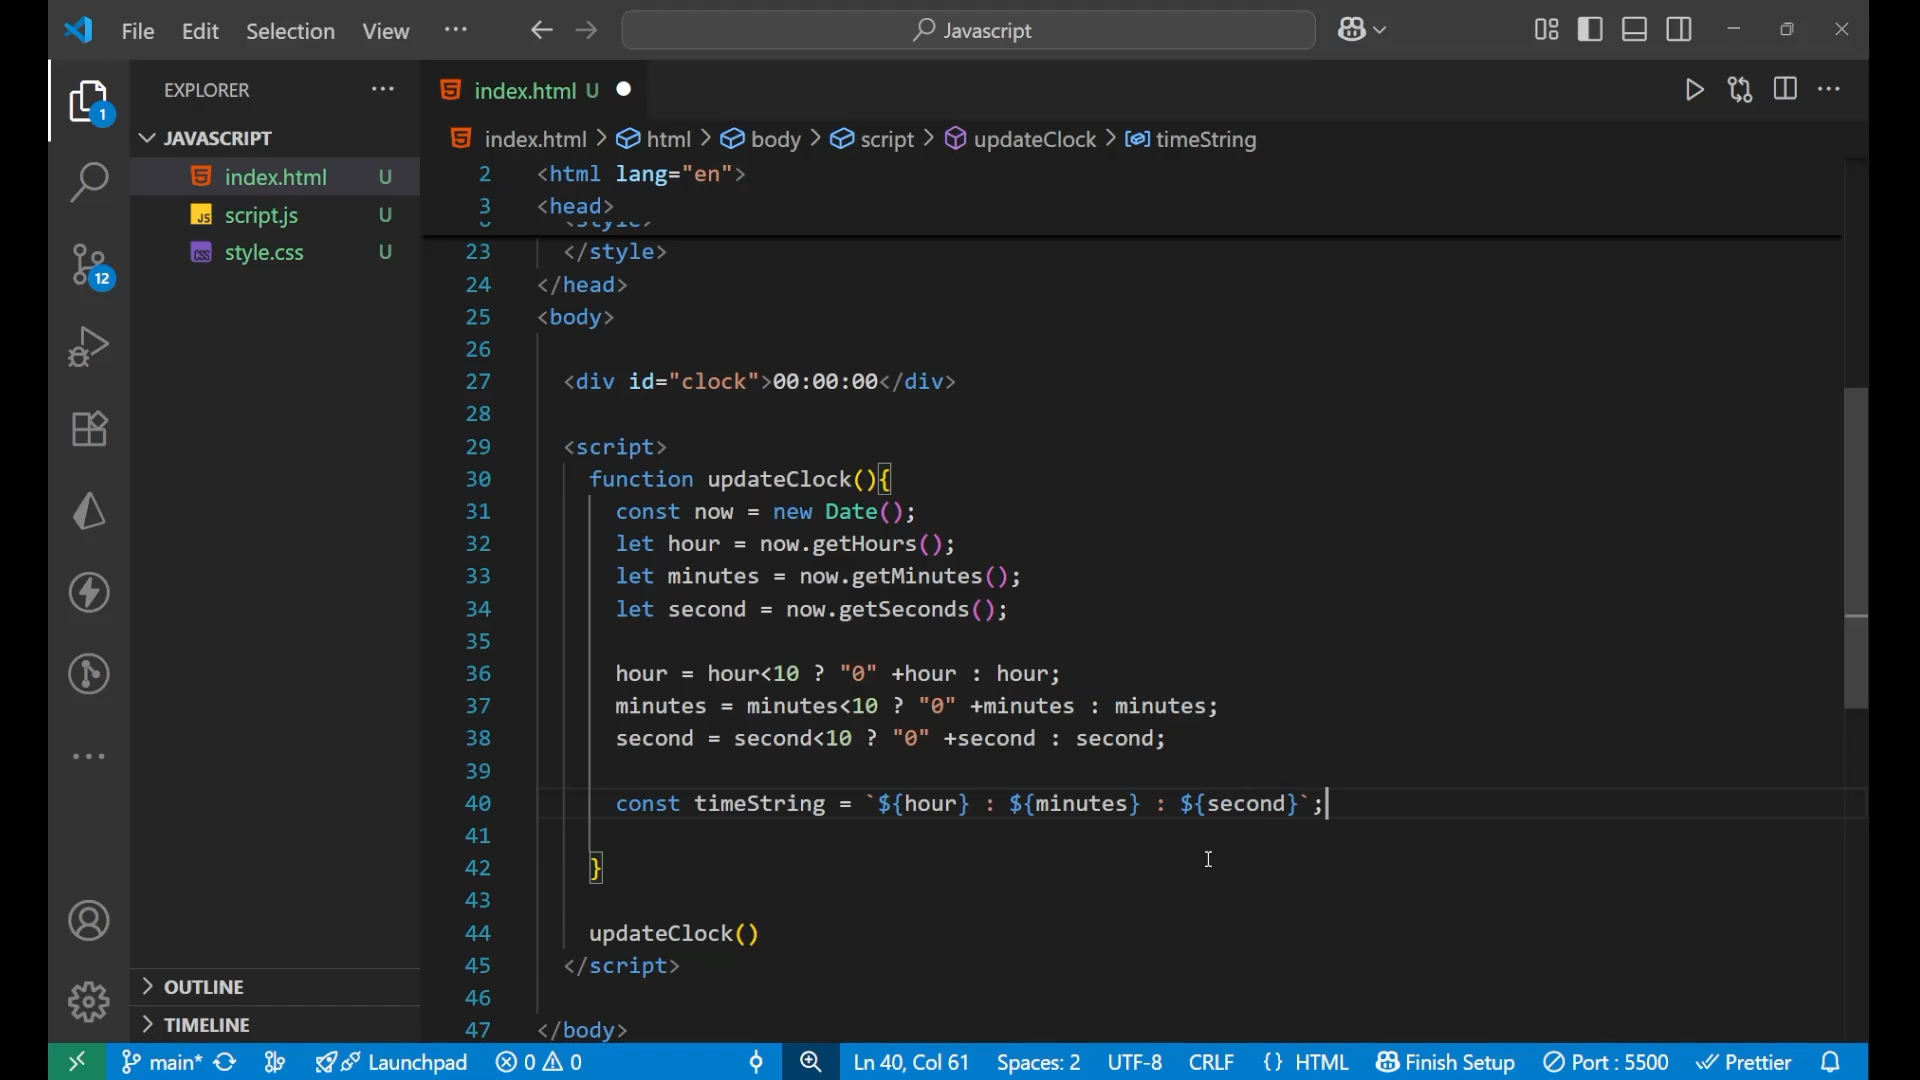 File Edit Selection View ··· Javascript
EXPLORER ···
index.html U
JAVASCRIPT
index.html U
script.js U
style.css U
1
12
OUTLINE
TIMELINE
index.html > html > body > script > updateClock > timeString
2 <html lang="en">
3 <head>
23 </style>
24 </head>
25 <body>
26
27 <div id="clock">00:00:00</div>
28
29 <script>
30 function updateClock(){
31 const now = new Date();
32 let hour = now.getHours();
33 let minutes = now.getMinutes();
34 let second = now.getSeconds();
35
36 hour = hour<10 ? "0" +hour : hour;
37 minutes = minutes<10 ? "0" +minutes : minutes;
38 second = second<10 ? "0" +second : second;
39
40 const timeString = `${hour} : ${minutes} : ${second}`;
41
42 }
43
44 updateClock()
45 </script>
46
47 </body>
main* Launchpad 0 0 Ln 40, Col 61 Spaces: 2 UTF-8 CRLF {} HTML Finish Setup Port : 5500 Prettier